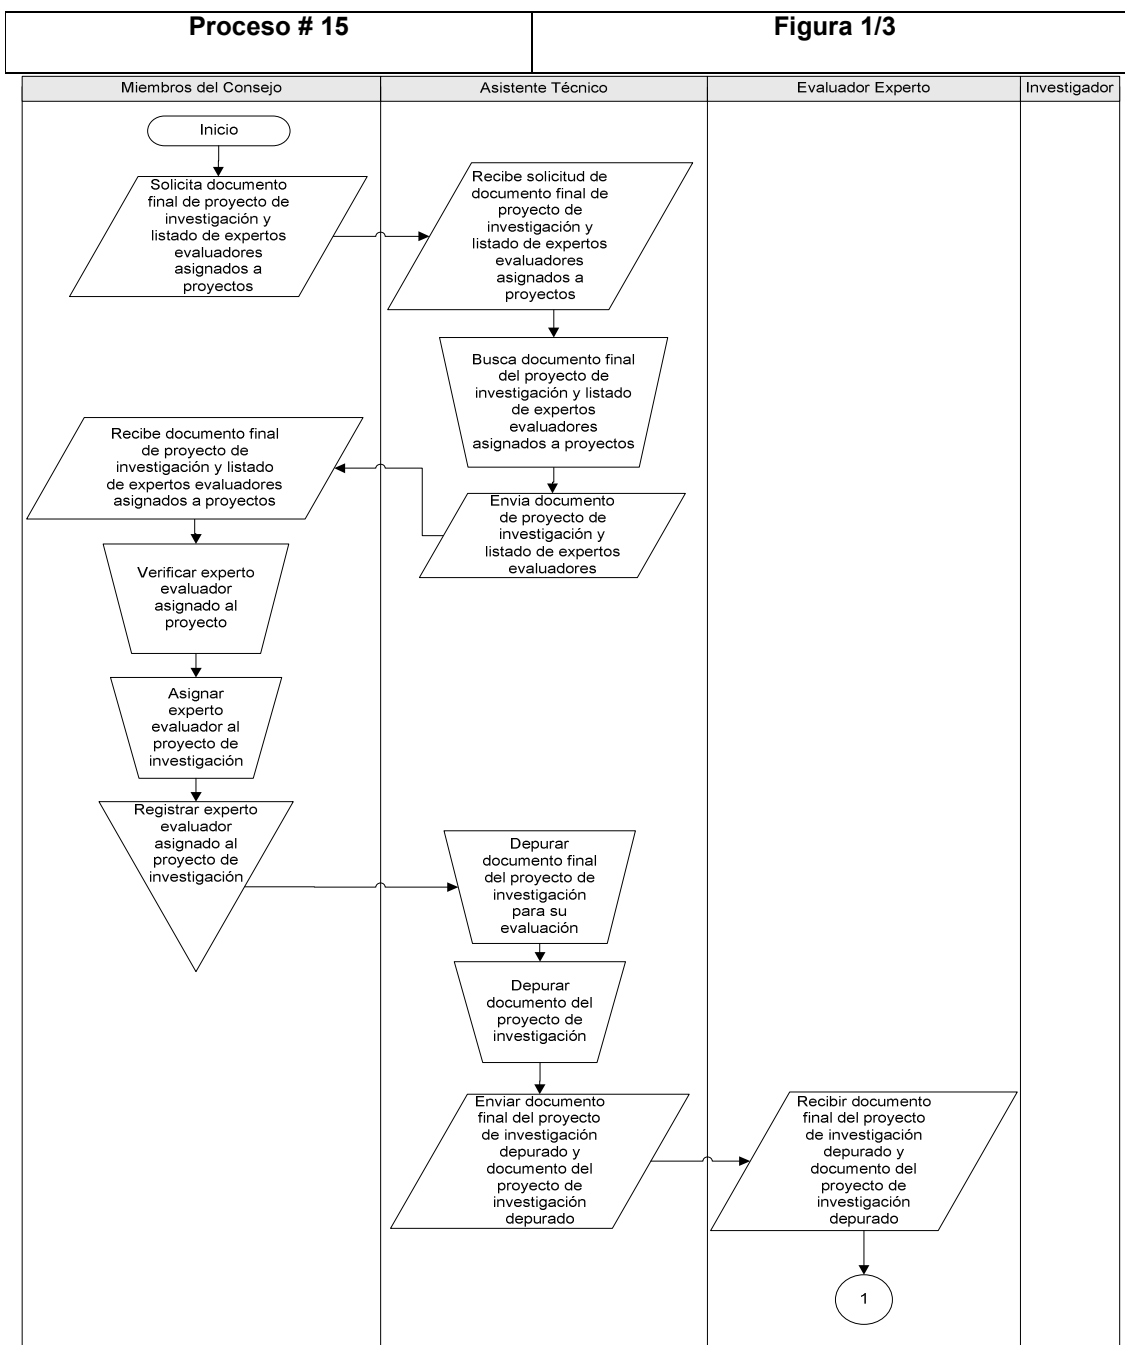 Proceso # 15
Figura 1/3
Miembros del Consejo
Asistente Técnico
Evaluador Experto
Investigador
Inicio
Solicita documento
final de proyecto de
investigación y
listado de expertos
evaluadores
asignados a
proyectos
Recibe solicitud de
documento final de
proyecto de
investigación y
listado de expertos
evaluadores
asignados a
proyectos
Busca documento final
del proyecto de
investigación y listado
de expertos
evaluadores
asignados a proyectos
Envia documento
de proyecto de
investigación y
listado de expertos
evaluadores
Recibe documento final
de proyecto de
investigación y listado
de expertos evaluadores
asignados a proyectos
Verificar experto
evaluador
asignado al
proyecto
Asignar
experto
evaluador al
proyecto de
investigación
Registrar experto
evaluador
asignado al
proyecto de
investigación
Depurar
documento final
del proyecto de
investigación
para su
evaluación
Depurar
documento del
proyecto de
investigación
Enviar documento
final del proyecto
de investigación
depurado y
documento del
proyecto de
investigación
depurado
Recibir documento
final del proyecto
de investigación
depurado y
documento del
proyecto de
investigación
depurado
1